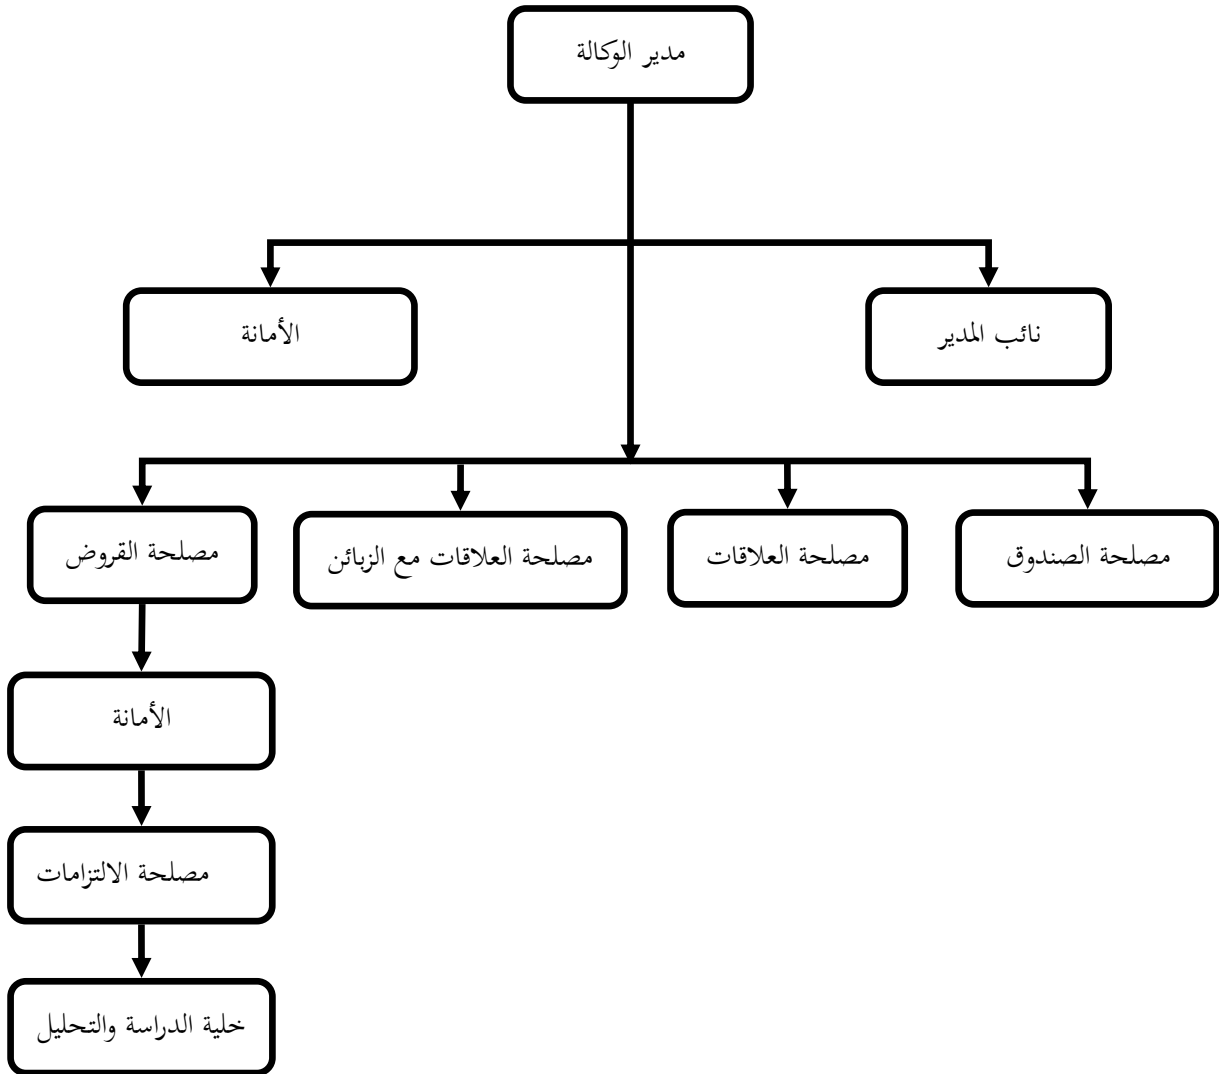 مدير الوكالة
نائب المدير
الأمانة
مصلحة الصندوق
مصلحة العلاقات
مصلحة العلاقات مع الزبائن
مصلحة القروض
الأمانة
مصلحة الالتزامات
خلية الدراسة والتحليل